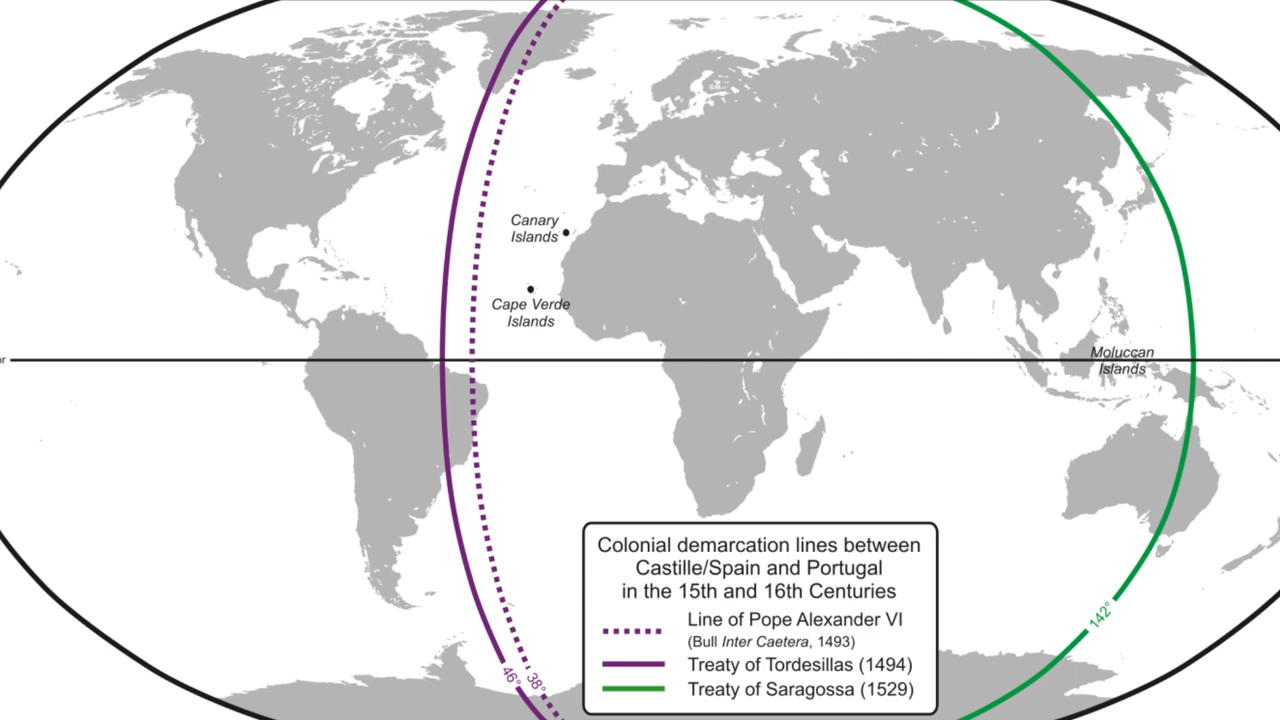 Canary
Islands
Cape Verde
Islands
Moluccan
Islands
Colonial demarcation lines between
Castille/Spain and Portugal
in the 15th and 16th Centuries
Line of Pope Alexander VI
(Bull Inter Caetera, 1493)
Treaty of Tordesillas (1494)
Treaty of Saragossa (1529)
142°
46°
38°